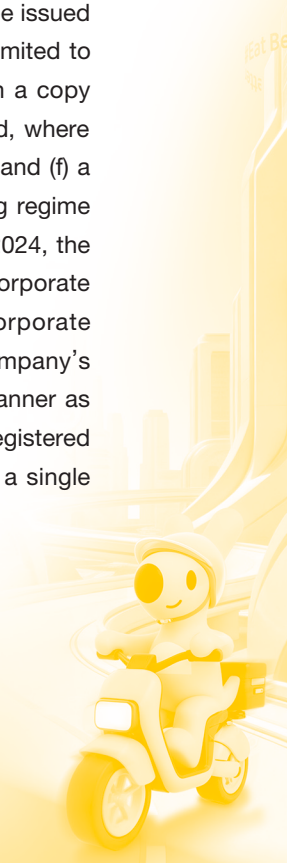 e issued
mited to
n a copy
d, where
and (f) a
g regime
024, the
orporate
orporate
mpany's
anner as
egistered
a single